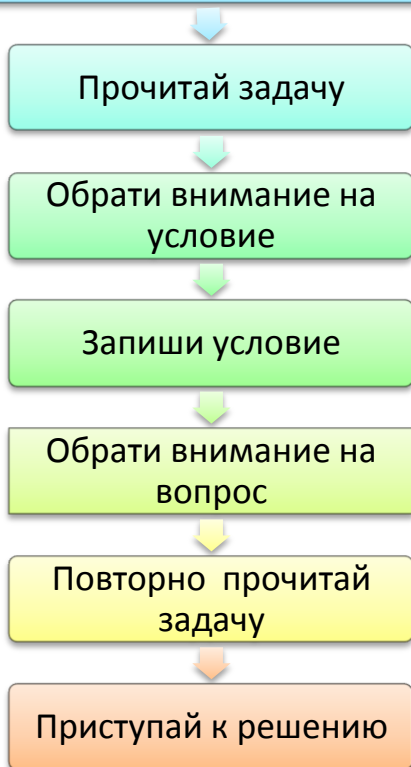 Прочитай задачу
Обрати внимание на
условие
Запиши условие
Обрати внимание на
вопрос
Повторно прочитай
задачу
Приступай к решению